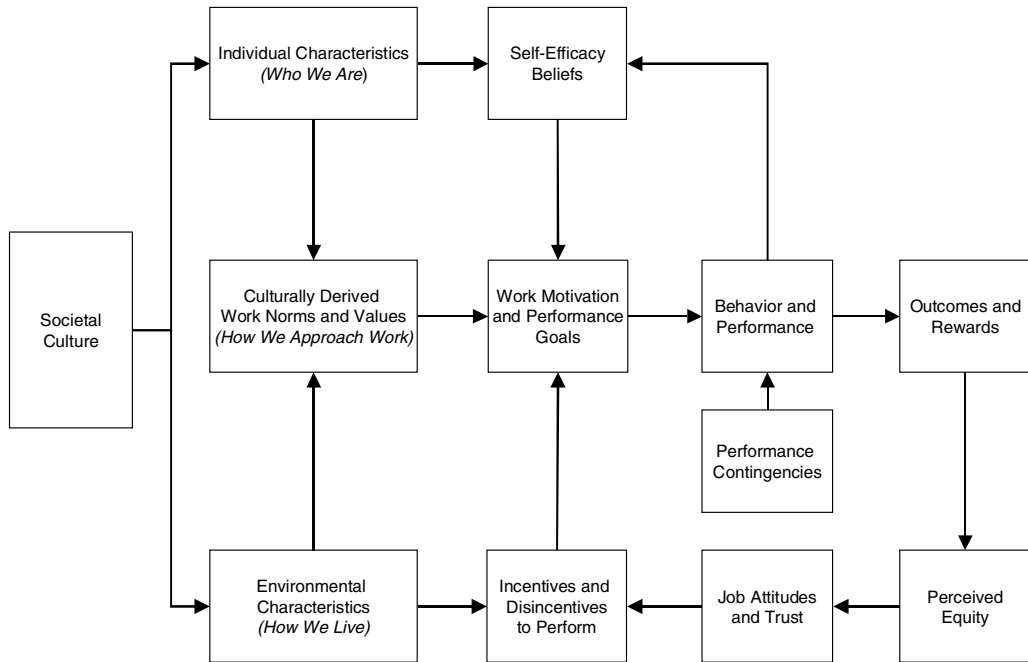 Individual Characteristics
(Who We Are)
Self-Efficacy
Beliefs
Societal
Culture
Culturally Derived
Work Norms and Values
(How We Approach Work)
Work Motivation
and Performance
Goals
Behavior and
Performance
Outcomes and
Rewards
Performance
Contingencies
Environmental
Characteristics
(How We Live)
Incentives and
Disincentives
to Perform
Job Attitudes
and Trust
Perceived
Equity